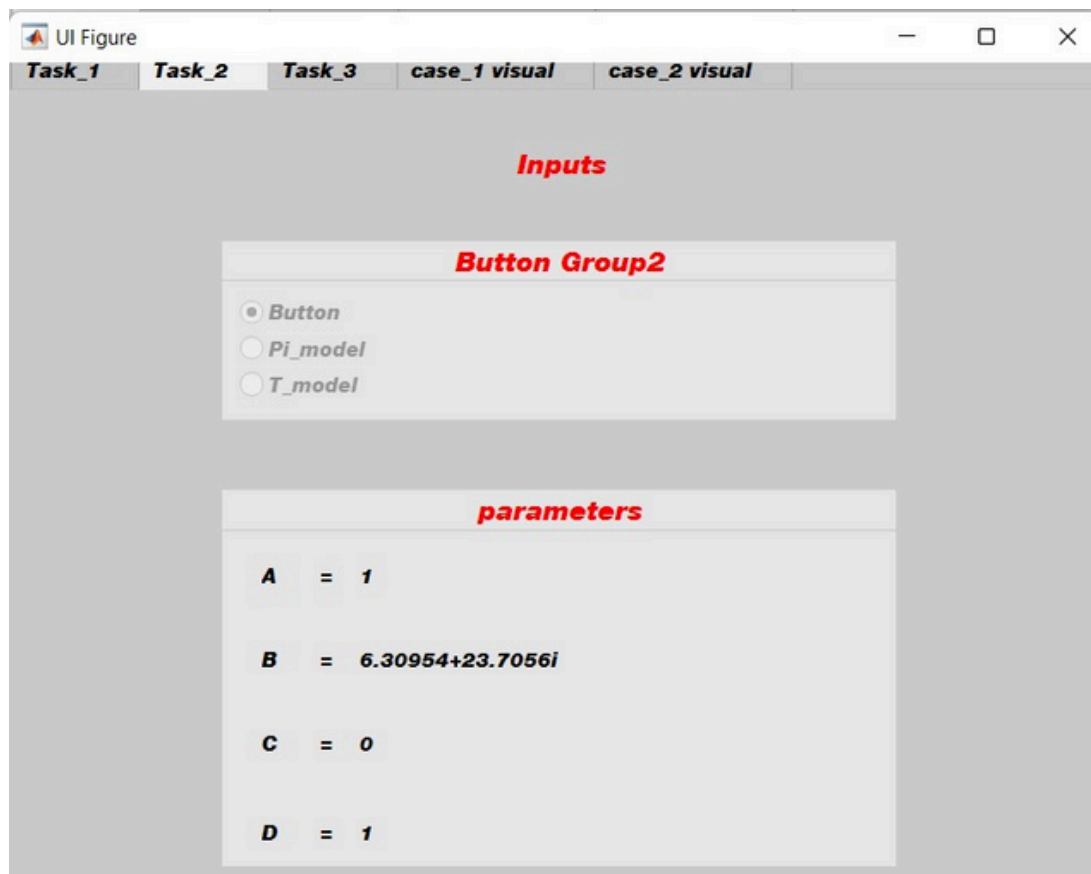 UI Figure
Task_1 Task_2 Task_3 case_1 visual case_2 visual
Inputs
Button Group2
Button
Pi_model
T_model
parameters
A = 1
B = 6.30954+23.7056i
C = 0
D = 1